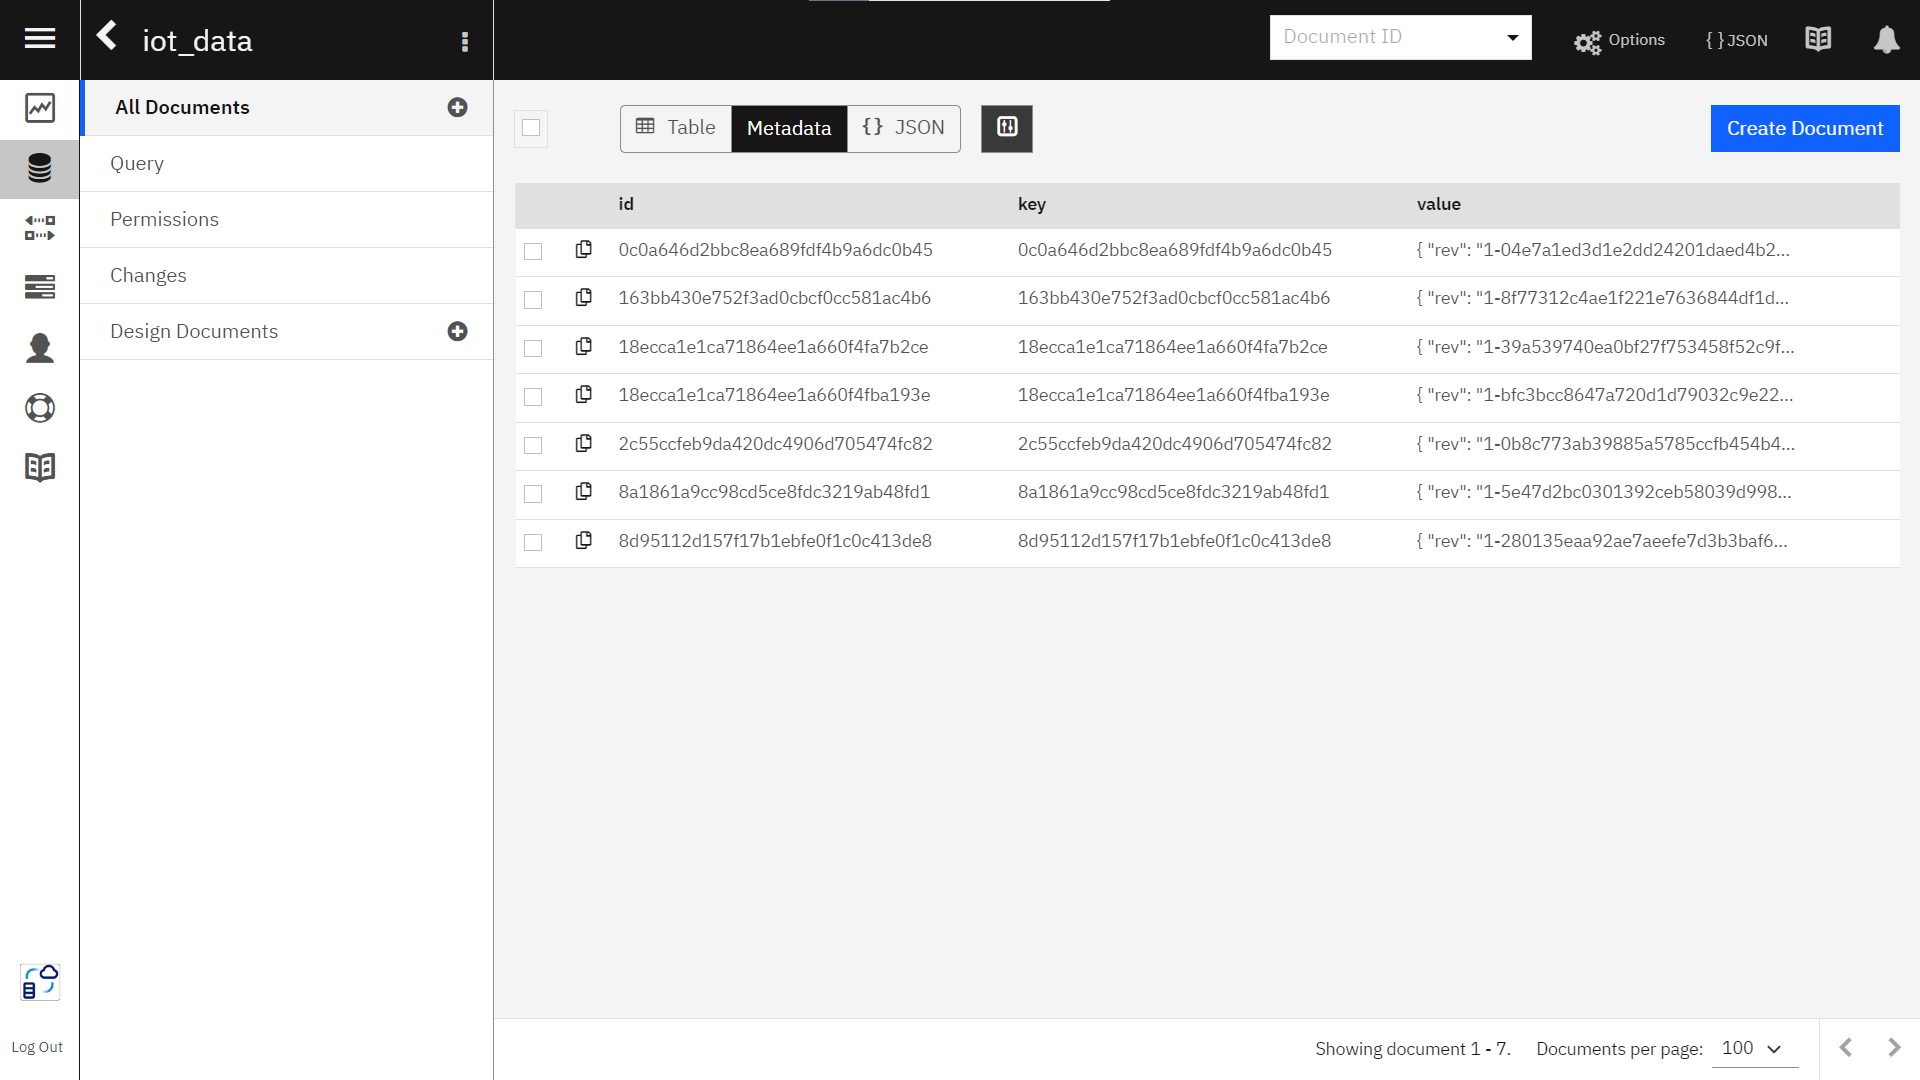 iot_data
Document ID
Options
{ } JSON
All Documents
Query
Permissions
Changes
Design Documents
Table
Metadata
{} JSON
Create Document
id key value
0c0a646d2bbc8ea689fdf4b9a6dc0b45 0c0a646d2bbc8ea689fdf4b9a6dc0b45 { "rev": "1-04e7a1ed3d1e2dd24201daed4b2...
163bb430e752f3ad0cbcf0cc581ac4b6 163bb430e752f3ad0cbcf0cc581ac4b6 { "rev": "1-8f77312c4ae1f221e7636844df1d...
18ecca1e1ca71864ee1a660f4fa7b2ce 18ecca1e1ca71864ee1a660f4fa7b2ce { "rev": "1-39a539740ea0bf27f753458f52c9f...
18ecca1e1ca71864ee1a660f4fba193e 18ecca1e1ca71864ee1a660f4fba193e { "rev": "1-bfc3bcc8647a720d1d79032c9e22...
2c55ccfeb9da420dc4906d705474fc82 2c55ccfeb9da420dc4906d705474fc82 { "rev": "1-0b8c773ab39885a5785ccfb454b4...
8a1861a9cc98cd5ce8fdc3219ab48fd1 8a1861a9cc98cd5ce8fdc3219ab48fd1 { "rev": "1-5e47d2bc0301392ceb58039d998...
8d95112d157f17b1ebfe0f1c0c413de8 8d95112d157f17b1ebfe0f1c0c413de8 { "rev": "1-280135eaa92ae7aeefe7d3b3baf6...
Log Out
Showing document 1 - 7. Documents per page: 100